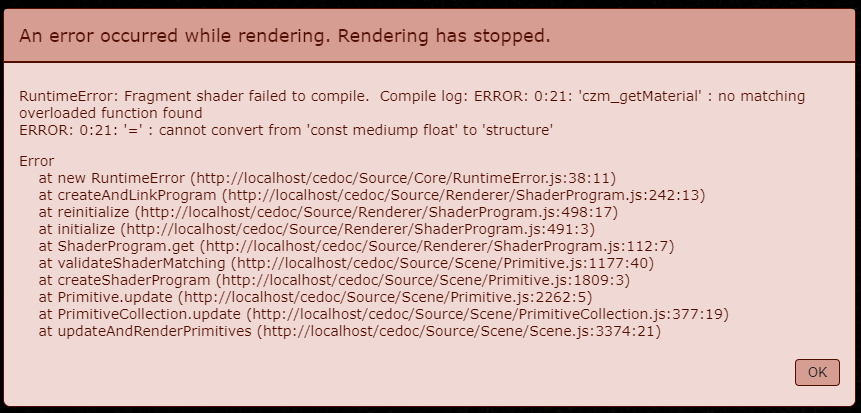 An error occurred while rendering. Rendering has stopped.
RuntimeError: Fragment shader failed to compile.  Compile log: ERROR: 0:21: 'czm_getMaterial' : no matching
overloaded function found
ERROR: 0:21: '=' : cannot convert from 'const mediump float' to 'structure'
Error
at new RuntimeError (http://localhost/cedoc/Source/Core/RuntimeError.js:38:11)
at createAndLinkProgram (http://localhost/cedoc/Source/Renderer/ShaderProgram.js:242:13)
at reinitialize (http://localhost/cedoc/Source/Renderer/ShaderProgram.js:498:17)
at initialize (http://localhost/cedoc/Source/Renderer/ShaderProgram.js:491:3)
at ShaderProgram.get (http://localhost/cedoc/Source/Renderer/ShaderProgram.js:112:7)
at validateShaderMatching (http://localhost/cedoc/Source/Scene/Primitive.js:1177:40)
at createShaderProgram (http://localhost/cedoc/Source/Scene/Primitive.js:1809:3)
at Primitive.update (http://localhost/cedoc/Source/Scene/Primitive.js:2262:5)
at PrimitiveCollection.update (http://localhost/cedoc/Source/Scene/PrimitiveCollection.js:377:19)
at updateAndRenderPrimitives (http://localhost/cedoc/Source/Scene/Scene.js:3374:21)
OK